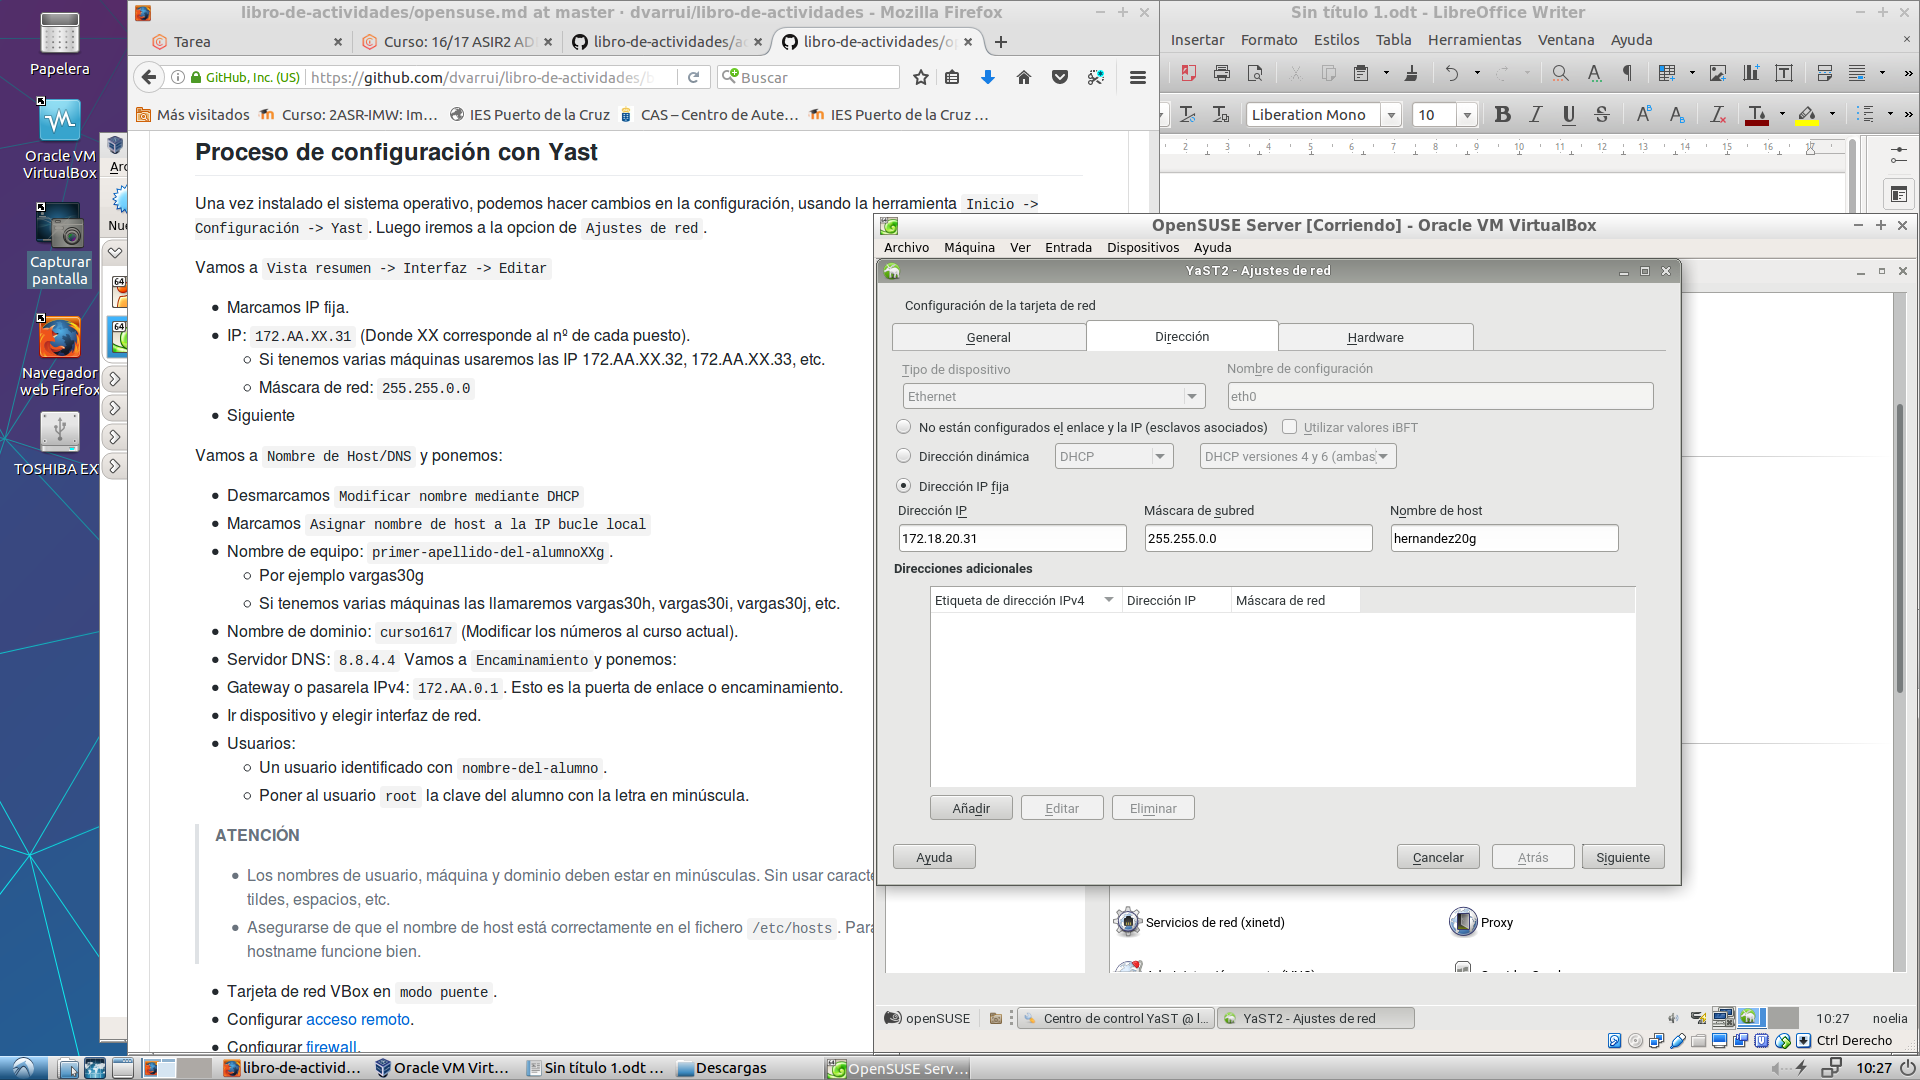 Papelera
Oracle VM
VirtualBox
Capturar
pantalla
Navegador
web Firefox
TOSHIBA EX
libro-de-actividades/opensuse.md at master · dvarrui/libro-de-actividades - Mozilla Firefox
Tarea
Curso: 16/17 ASIR2 AD
libro-de-actividades/a
libro-de-actividades/o
GitHub, Inc. (US)
https://github.com/dvarrui/libro-de-actividades/b
Buscar
Más visitados
Curso: 2ASR-IMW: Im...
IES Puerto de la Cruz
CAS – Centro de Aute...
IES Puerto de la Cruz ...
Proceso de configuración con Yast
Una vez instalado el sistema operativo, podemos hacer cambios en la configuración, usando la herramienta Inicio ->
Configuración -> Yast . Luego iremos a la opcion de Ajustes de red .
Vamos a Vista resumen -> Interfaz -> Editar
Marcamos IP fija.
IP: 172.AA.XX.31 (Donde XX corresponde al nº de cada puesto).
Si tenemos varias máquinas usaremos las IP 172.AA.XX.32, 172.AA.XX.33, etc.
Máscara de red: 255.255.0.0
Siguiente
Vamos a Nombre de Host/DNS y ponemos:
Desmarcamos Modificar nombre mediante DHCP
Marcamos Asignar nombre de host a la IP bucle local
Nombre de equipo: primer-apellido-del-alumnoXXg .
Por ejemplo vargas30g
Si tenemos varias máquinas las llamaremos vargas30h, vargas30i, vargas30j, etc.
Nombre de dominio: curso1617 (Modificar los números al curso actual).
Servidor DNS: 8.8.4.4 Vamos a Encaminamiento y ponemos:
Gateway o pasarela IPv4: 172.AA.0.1 . Esto es la puerta de enlace o encaminamiento.
Ir dispositivo y elegir interfaz de red.
Usuarios:
Un usuario identificado con nombre-del-alumno .
Poner al usuario root la clave del alumno con la letra en minúscula.
ATENCIÓN
Los nombres de usuario, máquina y dominio deben estar en minúsculas. Sin usar caracte
tildes, espacios, etc.
Asegurarse de que el nombre de host está correctamente en el fichero /etc/hosts . Para
hostname funcione bien.
Tarjeta de red VBox en modo puente .
Configurar acceso remoto.
Configurar firewall.
Arc
Nue
64
64
Sin título 1.odt - LibreOffice Writer
Insertar Formato Estilos Tabla Herramientas Ventana Ayuda
Liberation Mono
10
2 3 4 5 6 7 8 9 10 11 12 13 14 15 16 17
OpenSUSE Server [Corriendo] - Oracle VM VirtualBox
Archivo Máquina Ver Entrada Dispositivos Ayuda
YaST2 - Ajustes de red
Configuración de la tarjeta de red
General Dirección Hardware
Tipo de dispositivo Nombre de configuración
Ethernet eth0
No están configurados el enlace y la IP (esclavos asociados) Utilizar valores iBFT
Dirección dinámica DHCP DHCP versiones 4 y 6 (ambas
Dirección IP fija
Dirección IP Máscara de subred Nombre de host
172.18.20.31 255.255.0.0 hernandez20g
Direcciones adicionales
Etiqueta de dirección IPv4 Dirección IP Máscara de red
Añadir Editar Eliminar
Ayuda Cancelar Atrás Siguiente
Servicios de red (xinetd) Proxy
openSUSE Centro de control YaST @ l... YaST2 - Ajustes de red 10:27 noelia
Ctrl Derecho
libro-de-activid... Oracle VM Virt... Sin título 1.odt ... Descargas OpenSUSE Serv... 10:27